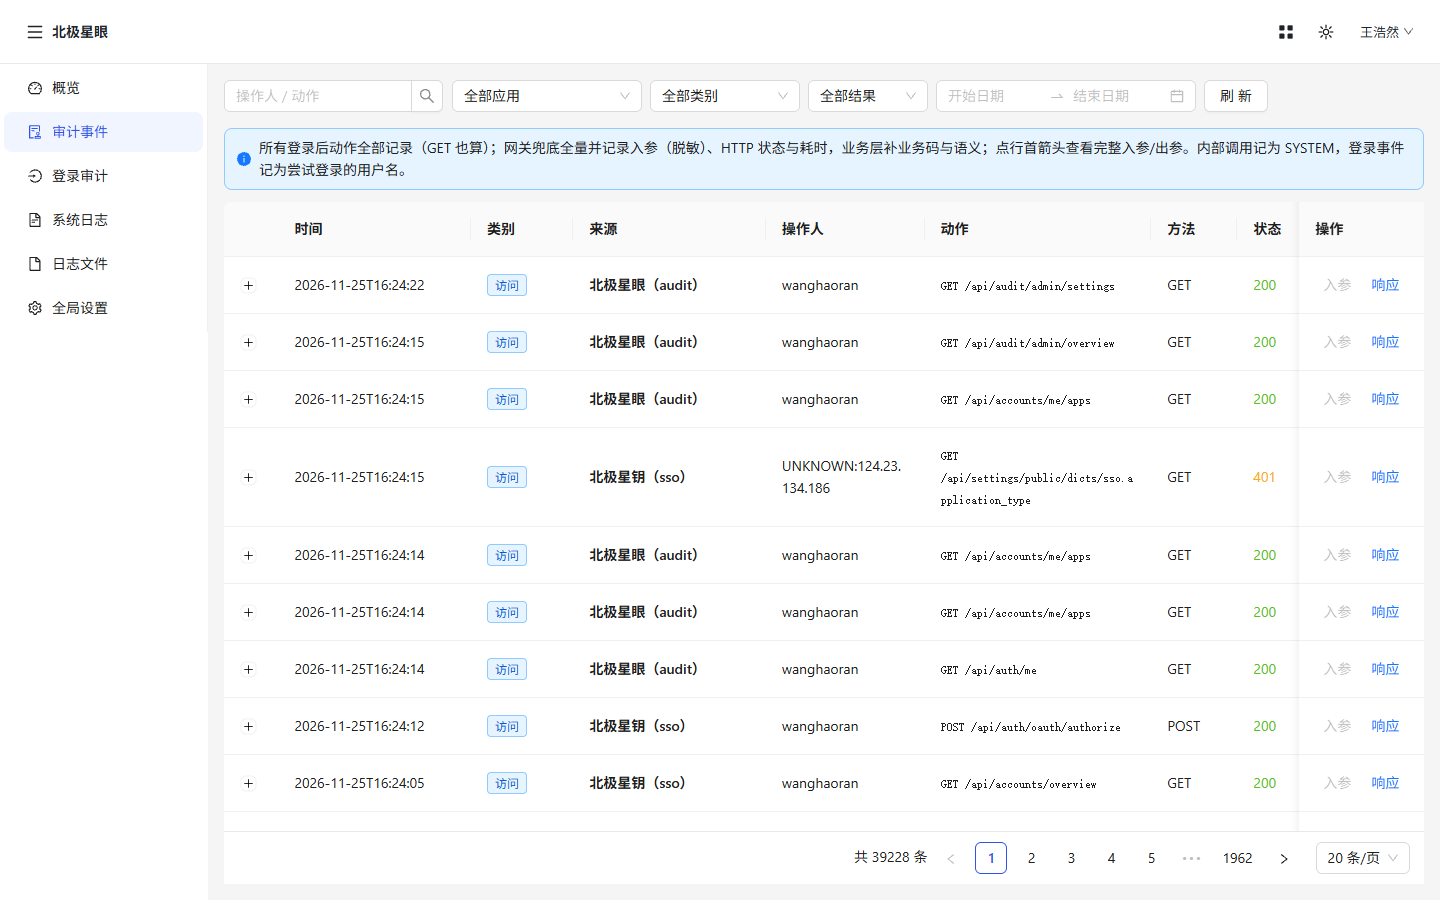 北极星眼
王浩然
概览
审计事件
登录审计
系统日志
日志文件
全局设置
操作人 / 动作
全部应用
全部类别
全部结果
开始日期
结束日期
刷 新
所有登录后动作全部记录（GET 也算）；网关兜底全量并记录入参（脱敏）、HTTP 状态与耗时，业务层补业务码与语义；点行首箭头查看完整入参/出参。内部调用记为 SYSTEM，登录事件
记为尝试登录的用户名。
时间 类别 来源 操作人 动作 方法 状态 操作
2026-11-25T16:24:22 访问 北极星眼（audit） wanghaoran GET /api/audit/admin/settings GET 200 入参 响应
2026-11-25T16:24:15 访问 北极星眼（audit） wanghaoran GET /api/audit/admin/overview GET 200 入参 响应
2026-11-25T16:24:15 访问 北极星眼（audit） wanghaoran GET /api/accounts/me/apps GET 200 入参 响应
2026-11-25T16:24:15 访问 北极星钥（sso） UNKNOWN:124.23.
134.186 GET
/api/settings/public/dicts/sso.a
pplication_type GET 401 入参 响应
2026-11-25T16:24:14 访问 北极星眼（audit） wanghaoran GET /api/accounts/me/apps GET 200 入参 响应
2026-11-25T16:24:14 访问 北极星眼（audit） wanghaoran GET /api/accounts/me/apps GET 200 入参 响应
2026-11-25T16:24:14 访问 北极星眼（audit） wanghaoran GET /api/auth/me GET 200 入参 响应
2026-11-25T16:24:12 访问 北极星钥（sso） wanghaoran POST /api/auth/oauth/authorize POST 200 入参 响应
2026-11-25T16:24:05 访问 北极星钥（sso） wanghaoran GET /api/accounts/overview GET 200 入参 响应
共 39228 条 1 2 3 4 5 ••• 1962 20 条/页